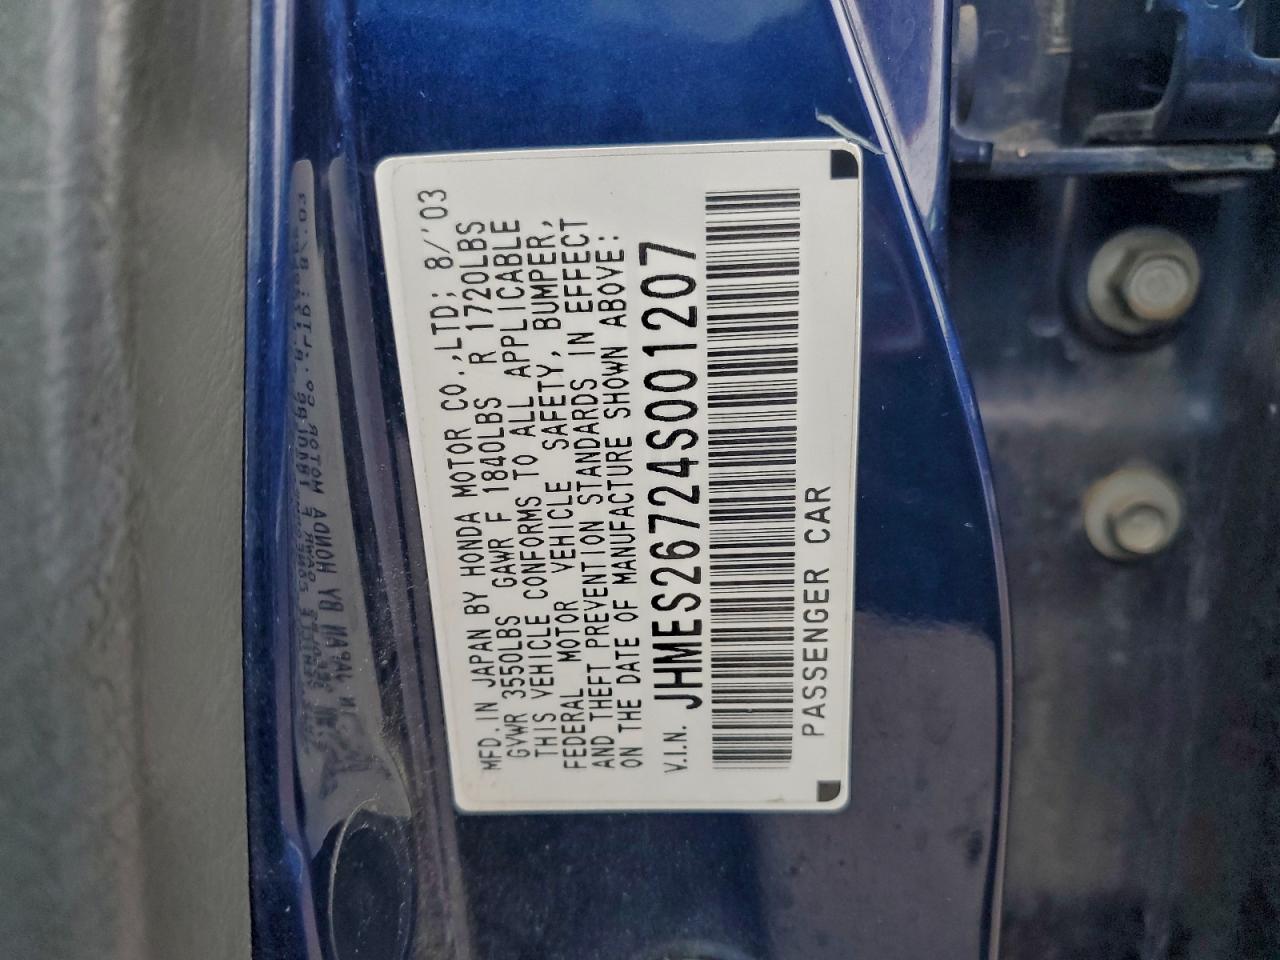 MFD.IN JAPAN BY HONDA MOTOR CO.,LTD; 8/'03
GVWR 3550LBS GAWR F 1840LBS R 1720LBS
THIS VEHICLE CONFORMS TO ALL APPLICABLE
FEDERAL MOTOR VEHICLE SAFETY, BUMPER,
AND THEFT PREVENTION STANDARDS IN EFFECT
ON THE DATE OF MANUFACTURE SHOWN ABOVE:
V.I.N. JHMES26724S001207
PASSENGER CAR